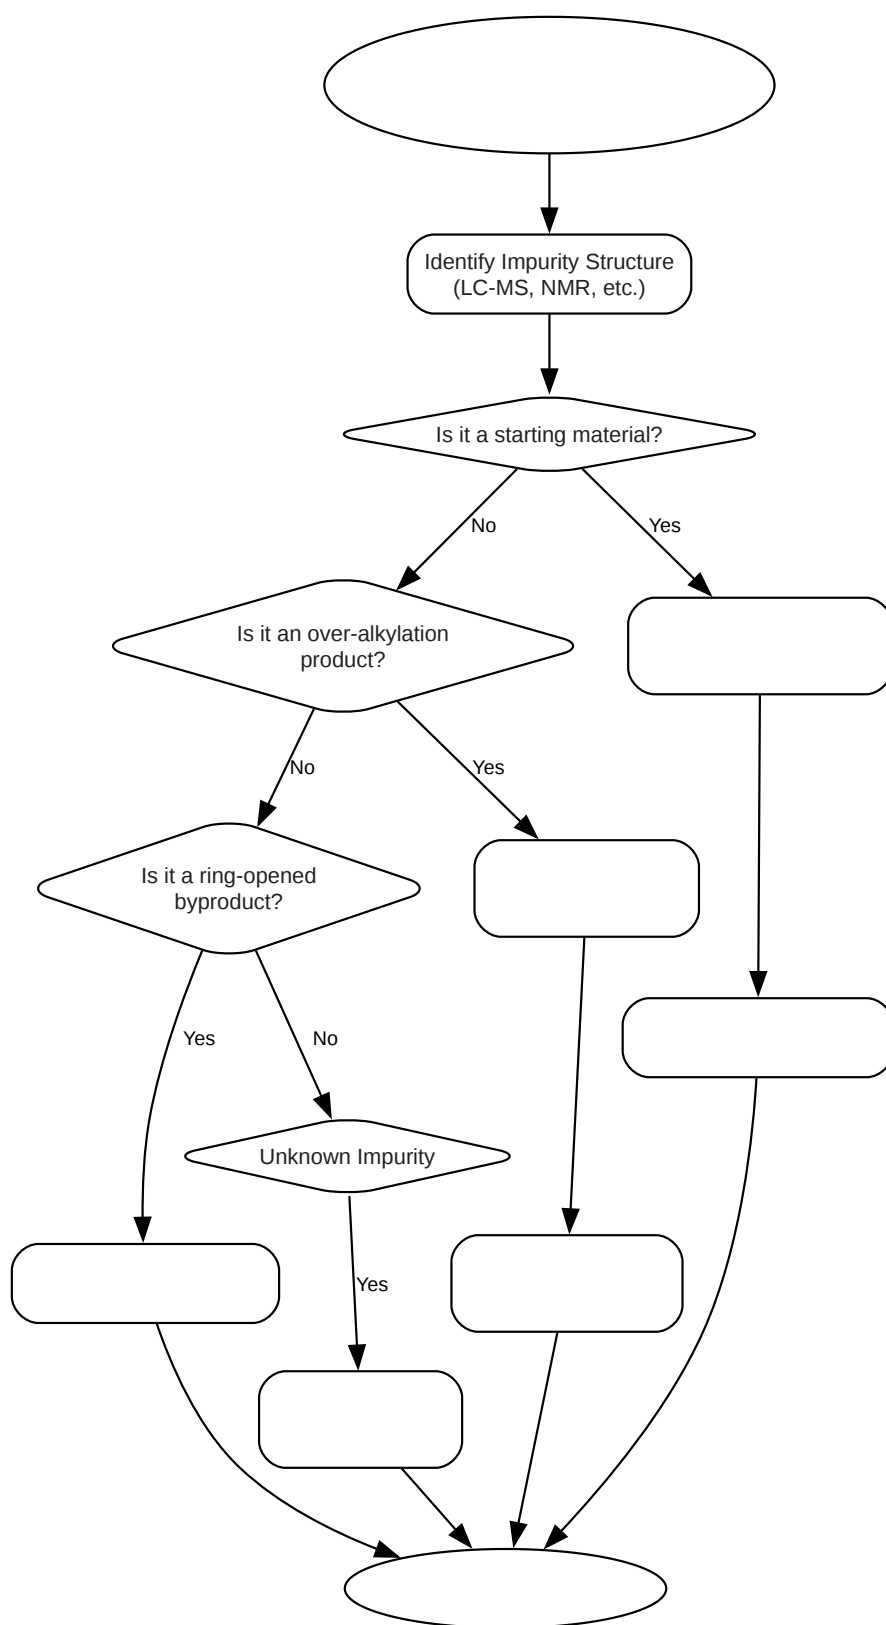 Identify Impurity Structure
(LC-MS, NMR, etc.)
Is it a starting material?
No
Yes
Is it an over-alkylation
product?
No
Yes
Is it a ring-opened
byproduct?
Yes
No
Unknown Impurity
Yes